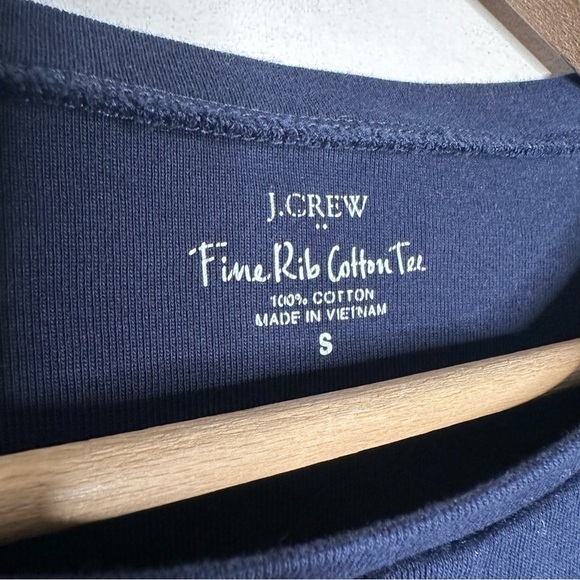 J.CREW
Fine Rib Cotton Tee
100% COTTON
MADE IN VIETNAM
S